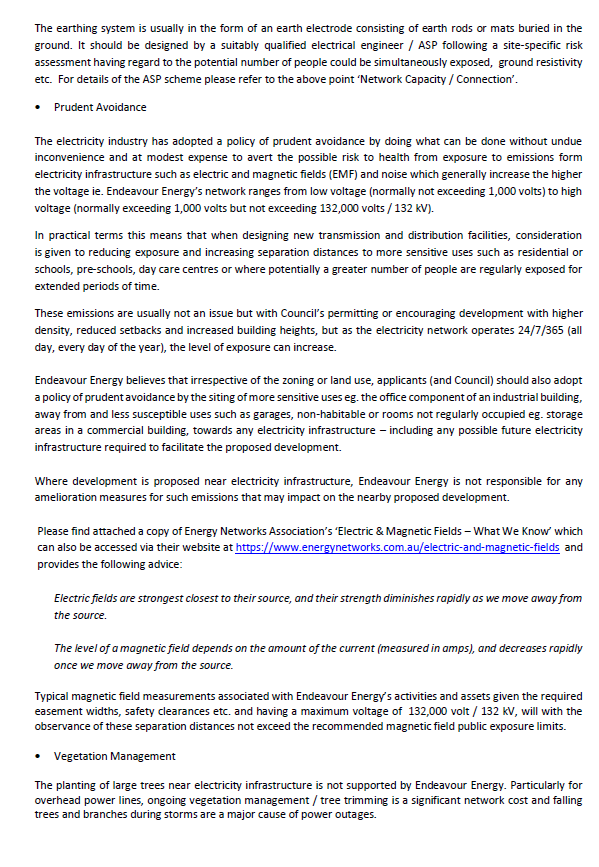 The earthing system is usually in the form of an earth electrode consisting of earth rods or mats buried in the
ground. It should be designed by a suitably qualified electrical engineer / ASP following a site-specific risk
assessment having regard to the potential number of people could be simultaneously exposed, ground resistivity
etc. For details of the ASP scheme please refer to the above point ‘Network Capacity / Connection’.
• Prudent Avoidance
The electricity industry has adopted a policy of prudent avoidance by doing what can be done without undue
inconvenience and at modest expense to avert the possible risk to health from exposure to emissions form
electricity infrastructure such as electric and magnetic fields (EMF) and noise which generally increase the higher
the voltage ie. Endeavour Energy’s network ranges from low voltage (normally not exceeding 1,000 volts) to high
voltage (normally exceeding 1,000 volts but not exceeding 132,000 volts / 132 kV).
In practical terms this means that when designing new transmission and distribution facilities, consideration
is given to reducing exposure and increasing separation distances to more sensitive uses such as residential or
schools, pre-schools, day care centres or where potentially a greater number of people are regularly exposed for
extended periods of time.
These emissions are usually not an issue but with Council’s permitting or encouraging development with higher
density, reduced setbacks and increased building heights, but as the electricity network operates 24/7/365 (all
day, every day of the year), the level of exposure can increase.
Endeavour Energy believes that irrespective of the zoning or land use, applicants (and Council) should also adopt
a policy of prudent avoidance by the siting of more sensitive uses eg. the office component of an industrial building,
away from and less susceptible uses such as garages, non-habitable or rooms not regularly occupied eg. storage
areas in a commercial building, towards any electricity infrastructure – including any possible future electricity
infrastructure required to facilitate the proposed development.
Where development is proposed near electricity infrastructure, Endeavour Energy is not responsible for any
amelioration measures for such emissions that may impact on the nearby proposed development.
Please find attached a copy of Energy Networks Association’s ‘Electric & Magnetic Fields – What We Know’ which
can also be accessed via their website at https://www.energynetworks.com.au/electric-and-magnetic-fields and
provides the following advice:
Electric fields are strongest closest to their source, and their strength diminishes rapidly as we move away from
the source.
The level of a magnetic field depends on the amount of the current (measured in amps), and decreases rapidly
once we move away from the source.
Typical magnetic field measurements associated with Endeavour Energy’s activities and assets given the required
easement widths, safety clearances etc. and having a maximum voltage of 132,000 volt / 132 kV, will with the
observance of these separation distances not exceed the recommended magnetic field public exposure limits.
• Vegetation Management
The planting of large trees near electricity infrastructure is not supported by Endeavour Energy. Particularly for
overhead power lines, ongoing vegetation management / tree trimming is a significant network cost and falling
trees and branches during storms are a major cause of power outages.